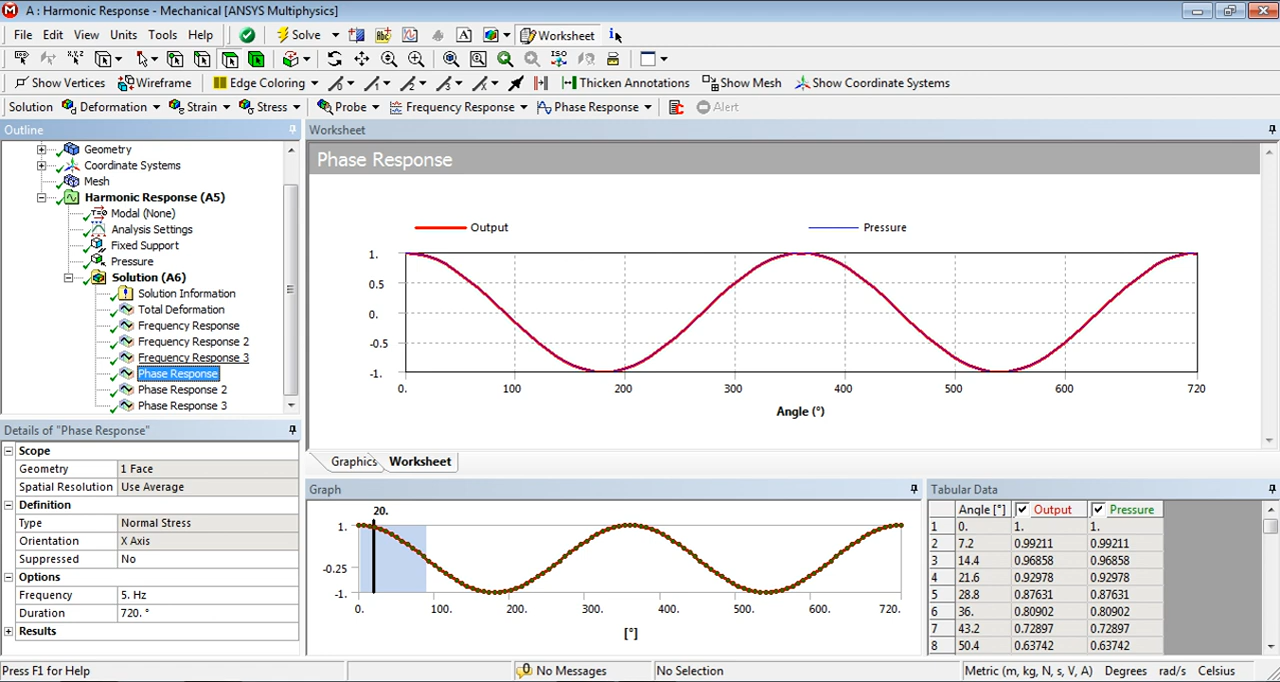 A : Harmonic Response - Mechanical [ANSYS Multiphysics]
File Edit View Units Tools Help Solve Worksheet
Show Vertices Wireframe Edge Coloring Thicken Annotations Show Mesh Show Coordinate Systems
Solution Deformation Strain Stress Probe Frequency Response Phase Response Alert
Outline
Geometry
Coordinate Systems
Mesh
Harmonic Response (A5)
Modal (None)
Analysis Settings
Fixed Support
Pressure
Solution (A6)
Solution Information
Total Deformation
Frequency Response
Frequency Response 2
Frequency Response 3
Phase Response
Phase Response 2
Phase Response 3
Details of "Phase Response"
Scope
Geometry 1 Face
Spatial Resolution Use Average
Definition
Type Normal Stress
Orientation X Axis
Suppressed No
Options
Frequency 5. Hz
Duration 720. °
Results
Worksheet
Phase Response
Output Pressure
1.
0.5
0.
-0.5
-1.
0. 100 200 300 400 500 600 720
Angle (°)
Graphics Worksheet
Graph
20.
1.
-0.25
-1.
0. 100. 200. 300. 400. 500. 600. 720.
[°]
Tabular Data
Angle [°] Output Pressure
1 0. 1. 1.
2 7.2 0.99211 0.99211
3 14.4 0.96858 0.96858
4 21.6 0.92978 0.92978
5 28.8 0.87631 0.87631
6 36. 0.80902 0.80902
7 43.2 0.72897 0.72897
8 50.4 0.63742 0.63742
Press F1 for Help 0 No Messages No Selection Metric (m, kg, N, s, V, A) Degrees rad/s Celsius